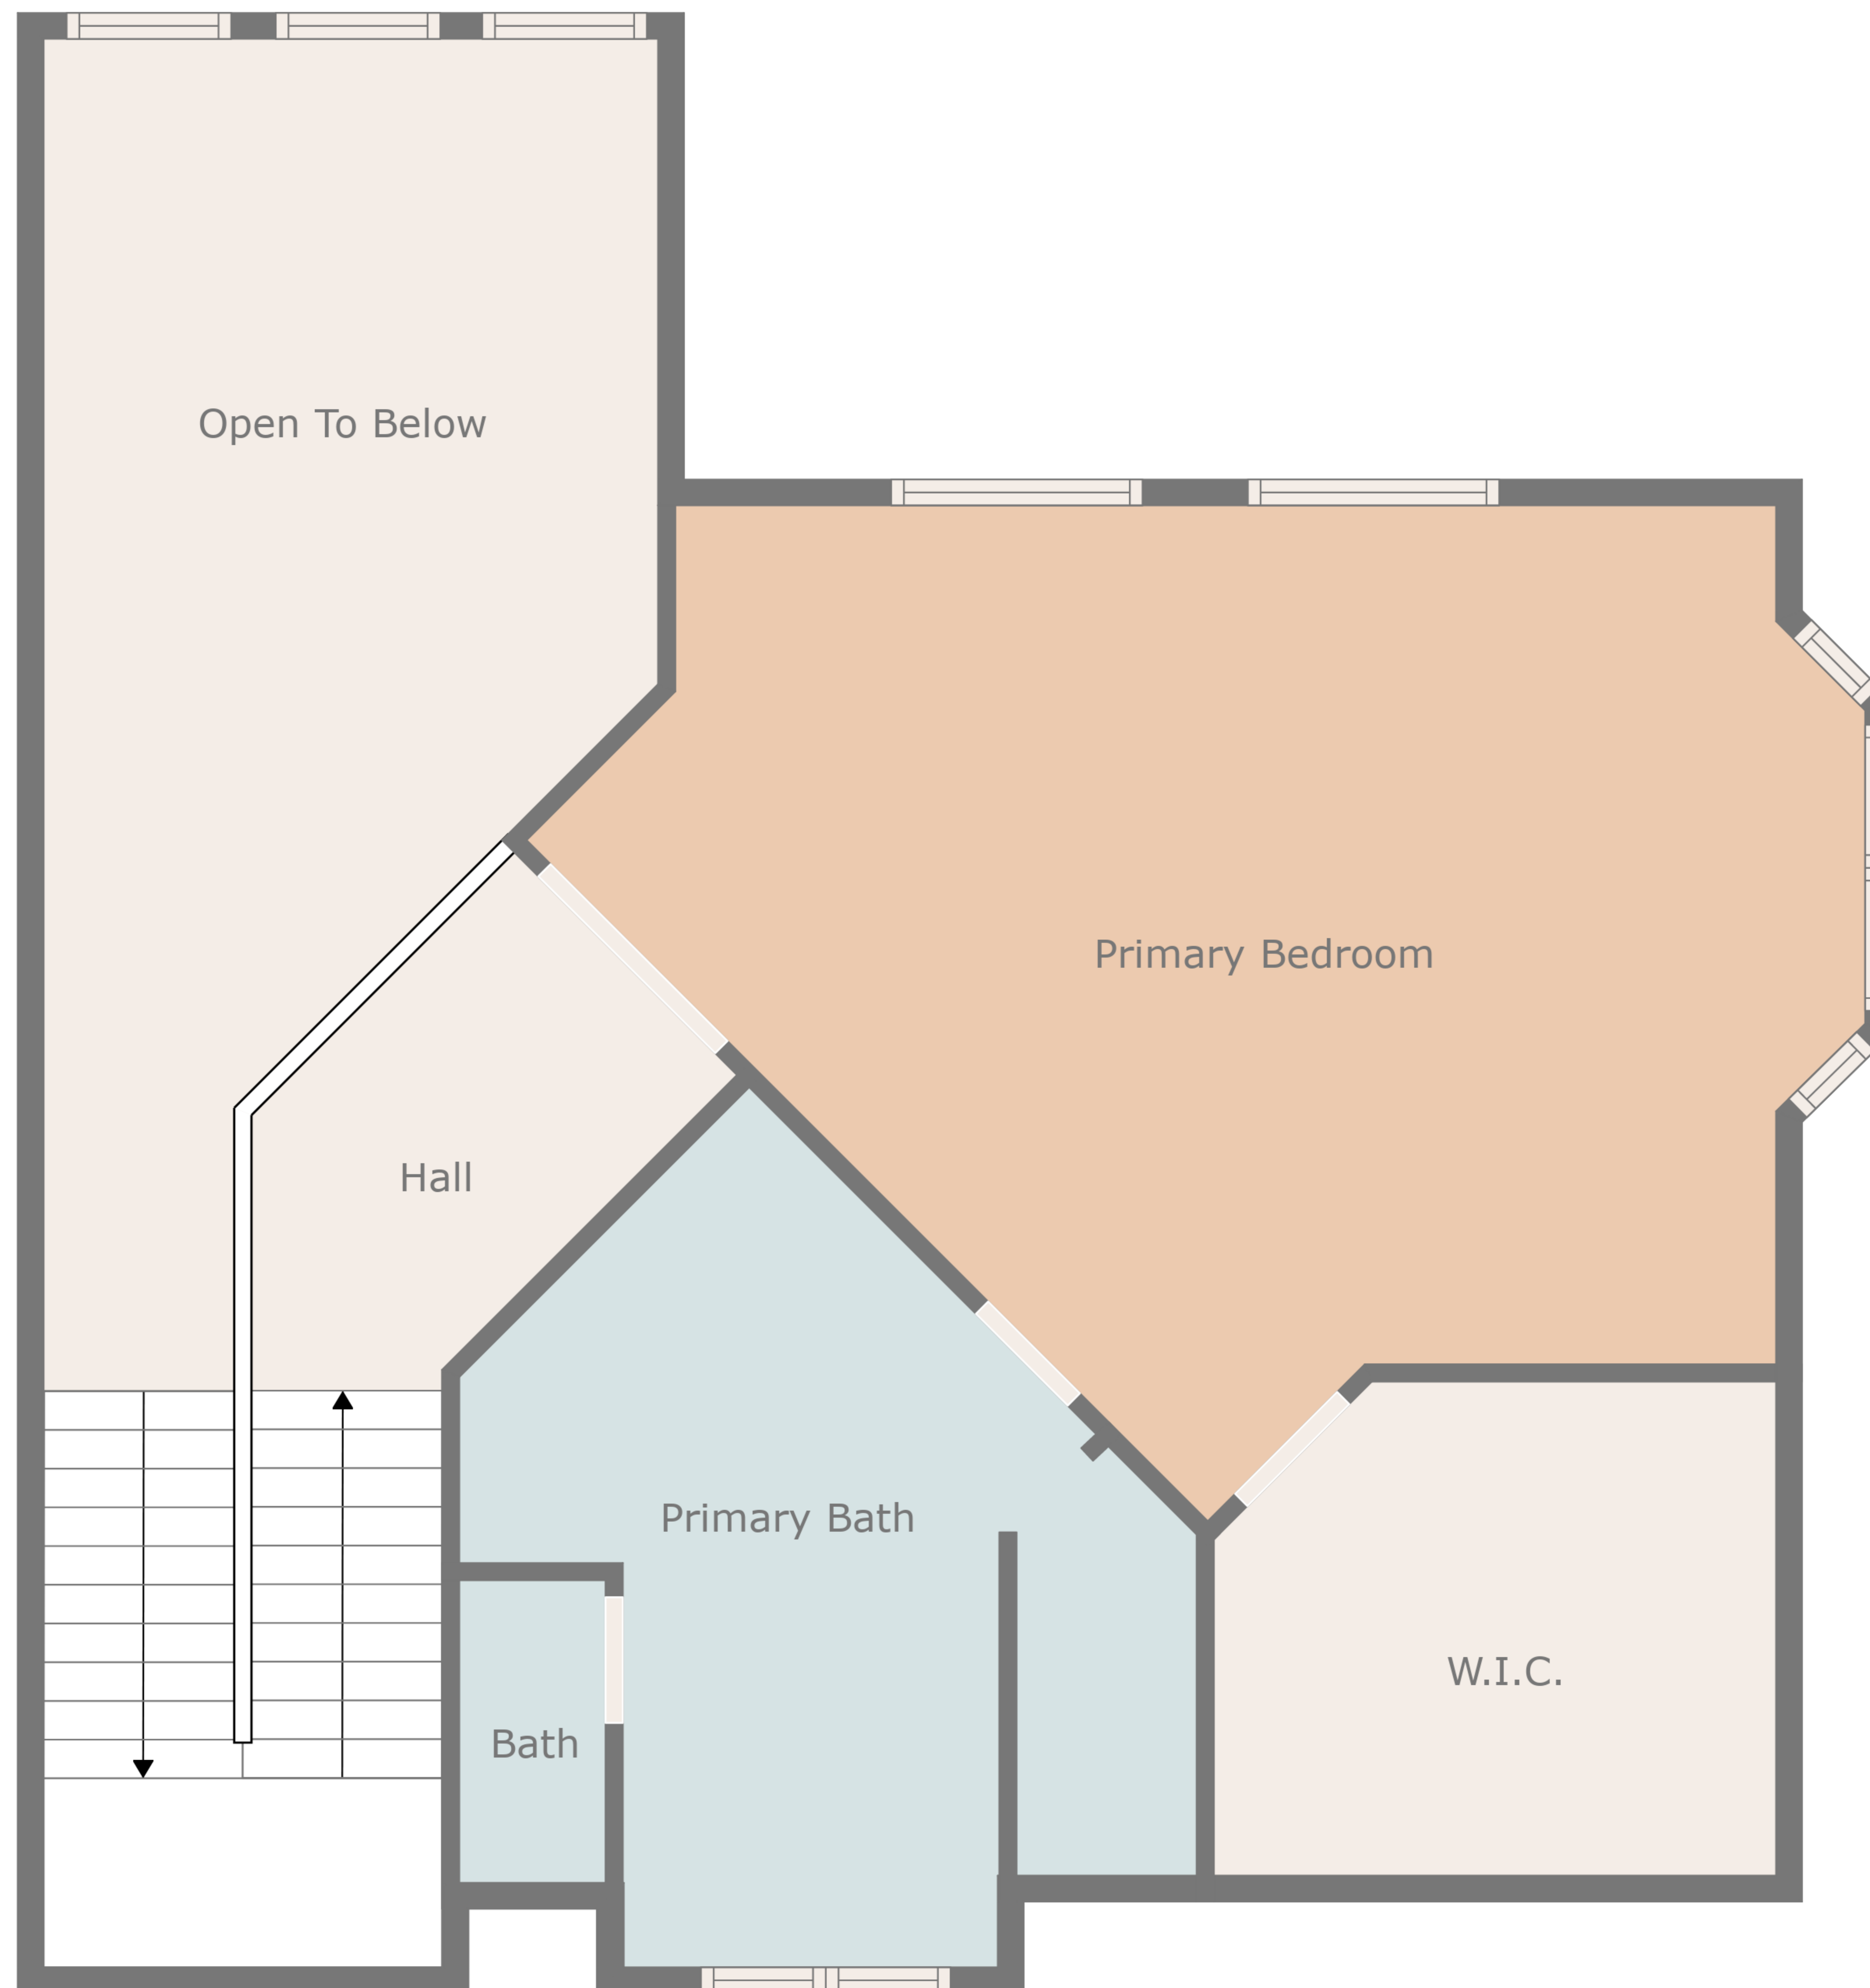 Open To Below
Primary Bedroom
Hall
Primary Bath
W.I.C.
Bath